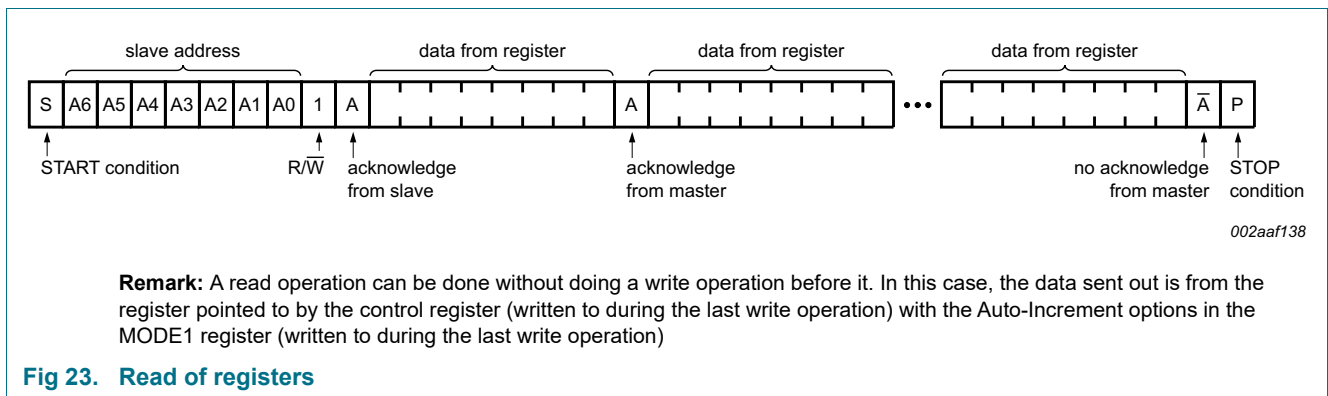 slave address data from register data from register data from register
S A6 A5 A4 A3 A2 A1 A0 1 A A ••• A̅ P
START condition R/W̅ acknowledge acknowledge no acknowledge STOP
from slave from master from master condition
002aaf138
Remark: A read operation can be done without doing a write operation before it. In this case, the data sent out is from the
register pointed to by the control register (written to during the last write operation) with the Auto-Increment options in the
MODE1 register (written to during the last write operation)
Fig 23. Read of registers